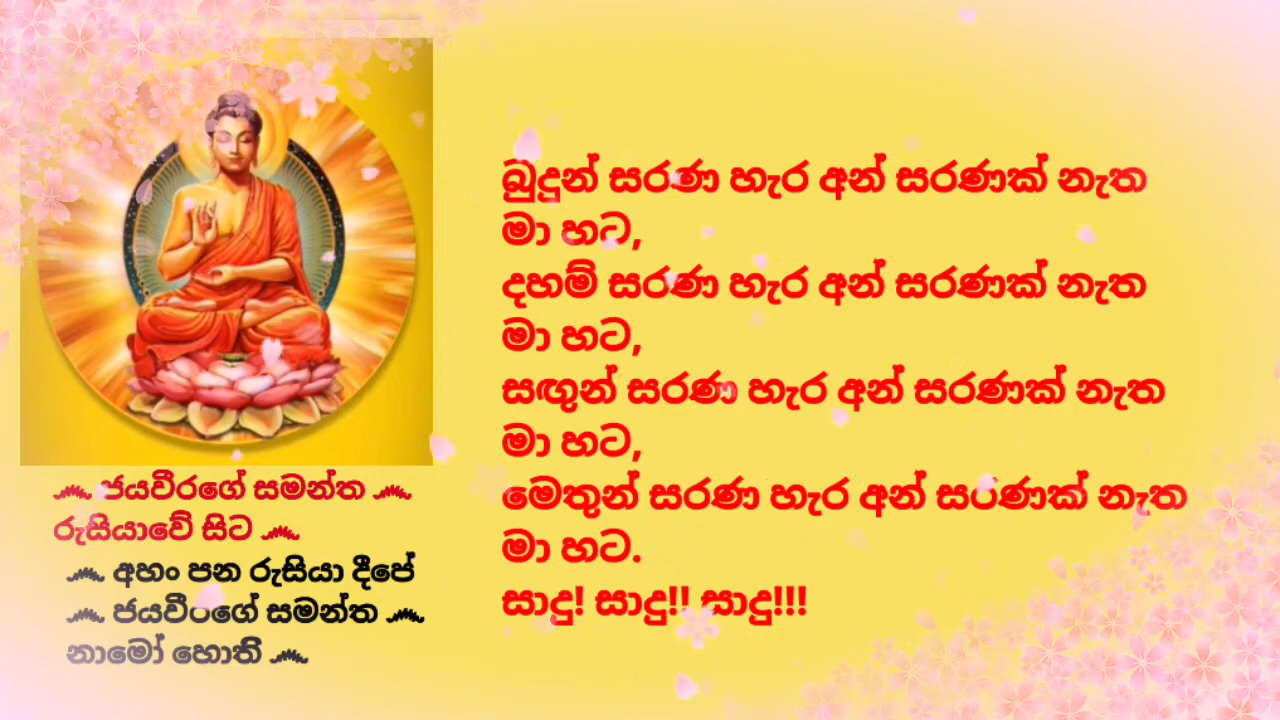 ෴ ජයවීරගේ සමන්ත ෴
රුසියාවේ සිට ෴
෴ අහං පන රුසියා දීපේ
෴ ජයවීරගේ සමන්ත ෴
නාමෝ හොති ෴
බුදුන් සරණ හැර අන් සරණක් නැත
මා හට,
දහම් සරණ හැර අන් සරණක් නැත
මා හට,
සඟුන් සරණ හැර අන් සරණක් නැත
මා හට,
මෙතුන් සරණ හැර අන් සරණක් නැත
මා හට.
සාදු! සාදු!! සාදු!!!